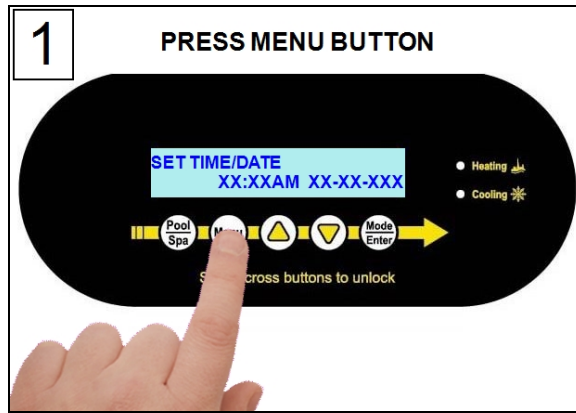 1
PRESS MENU BUTTON
SET TIME/DATE
XX:XXAM XX-XX-XXX
Heating
Cooling
Pool
Spa
Mode
Enter
cross buttons to unlock